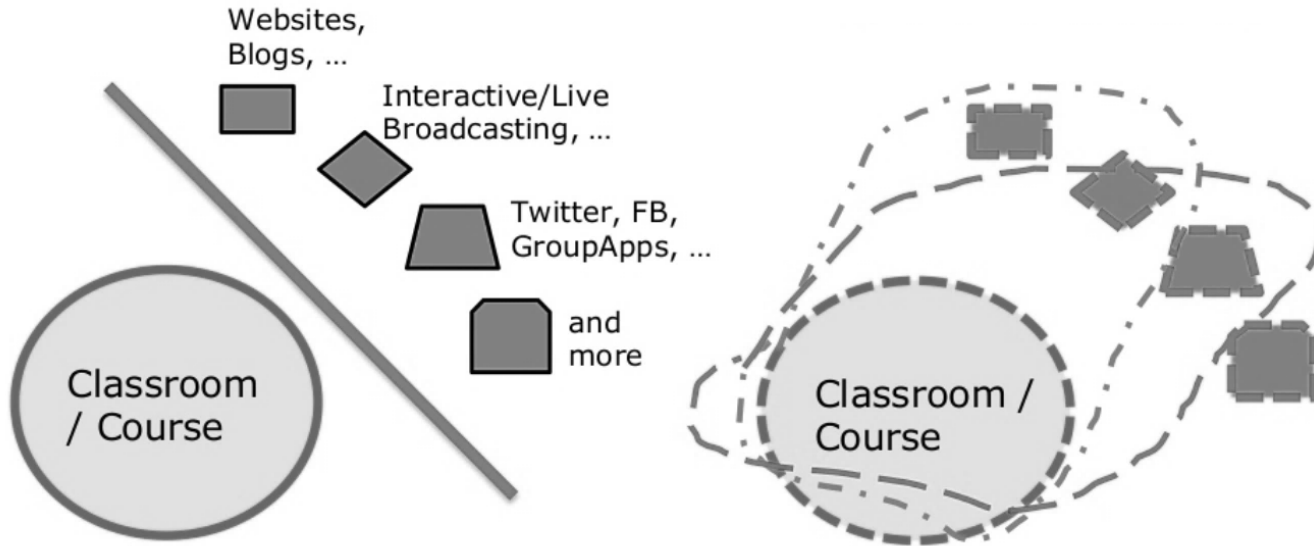 Websites,
Blogs, ...
Interactive/Live
Broadcasting, ...
Twitter, FB,
GroupApps, ...
and
more
Classroom
/ Course
Classroom /
Course